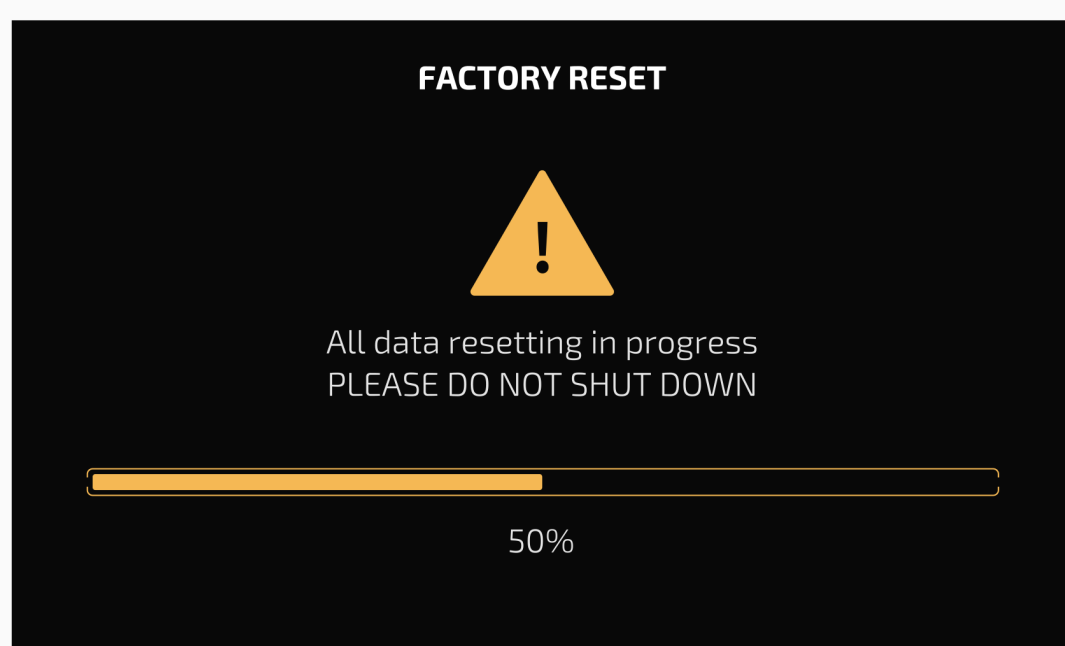 FACTORY RESET
!
All data resetting in progress
PLEASE DO NOT SHUT DOWN
50%